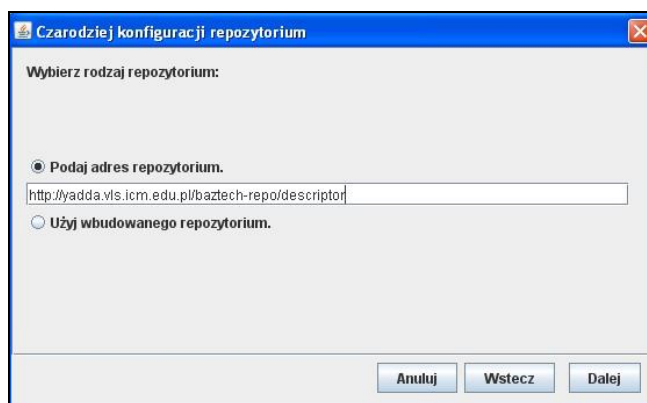 Czarodziej konfiguracji repozytorium
Wybierz rodzaj repozytorium:
Podaj adres repozytorium.
http://yadda.vls.icm.edu.pl/baztech-repo/descriptor
Użyj wbudowanego repozytorium.
Anuluj Wstecz Dalej